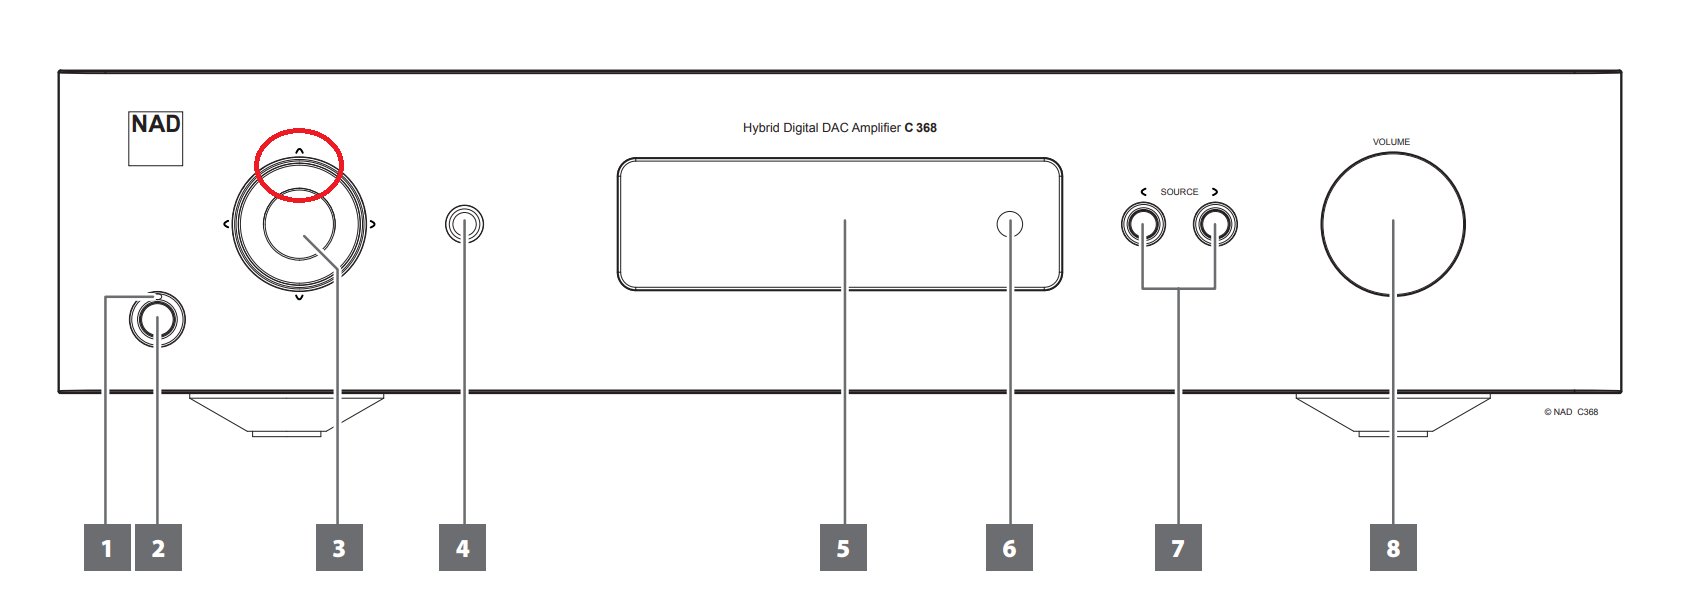 NAD
Hybrid Digital DAC Amplifier C 368
VOLUME
< SOURCE >
© NAD C368
1 2 3 4 5 6 7 8